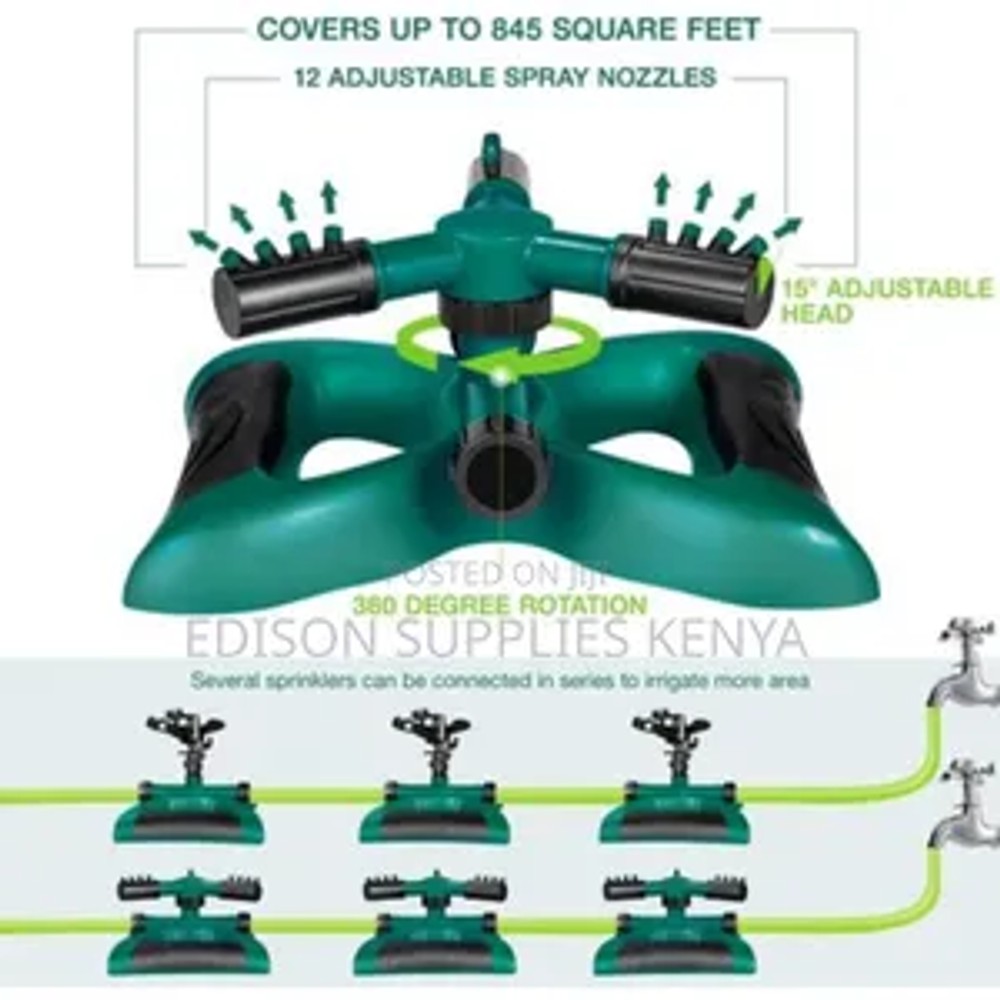 COVERS UP TO 845 SQUARE FEET
12 ADJUSTABLE SPRAY NOZZLES
15° ADJUSTABLE
HEAD
POSTED ON JIJI
360 DEGREE ROTATION
EDISON SUPPLIES KENYA
Several sprinklers can be connected in series to irrigate more area